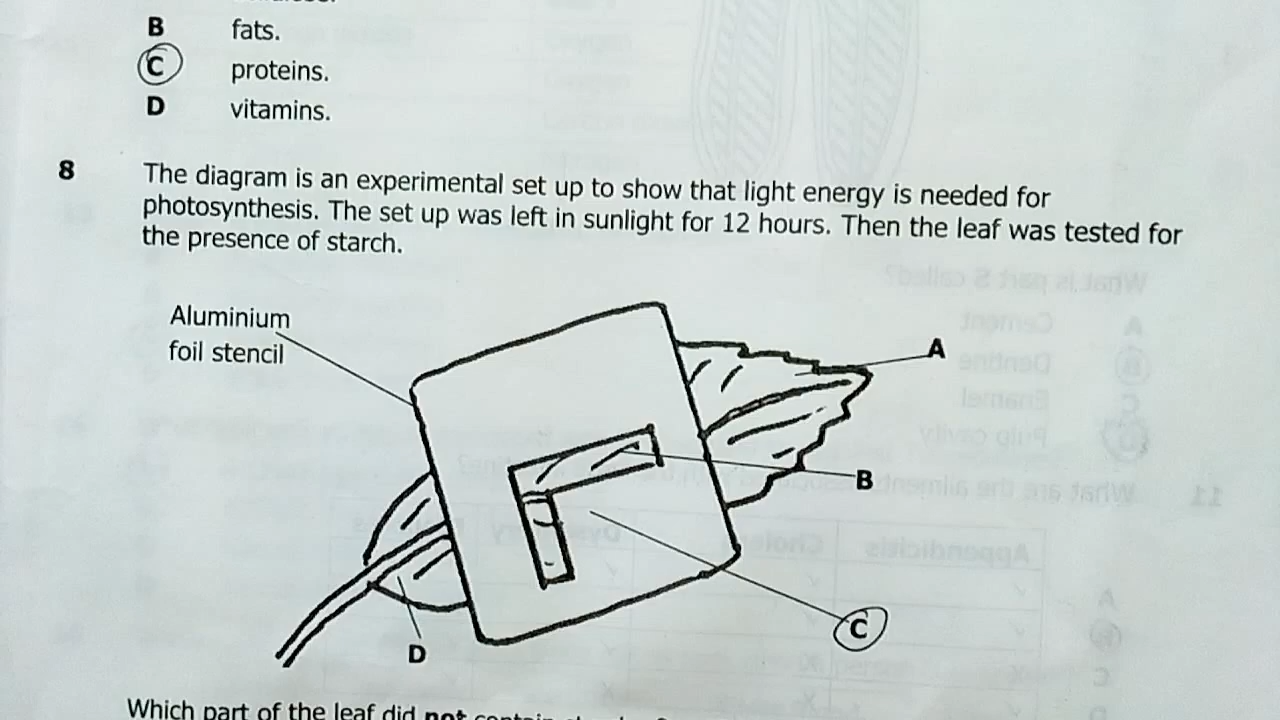 B fats.
C proteins.
D vitamins.
8 The diagram is an experimental set up to show that light energy is needed for
photosynthesis. The set up was left in sunlight for 12 hours. Then the leaf was tested for
the presence of starch.
Aluminium
foil stencil
A
B
C
D
Which part of the leaf did not